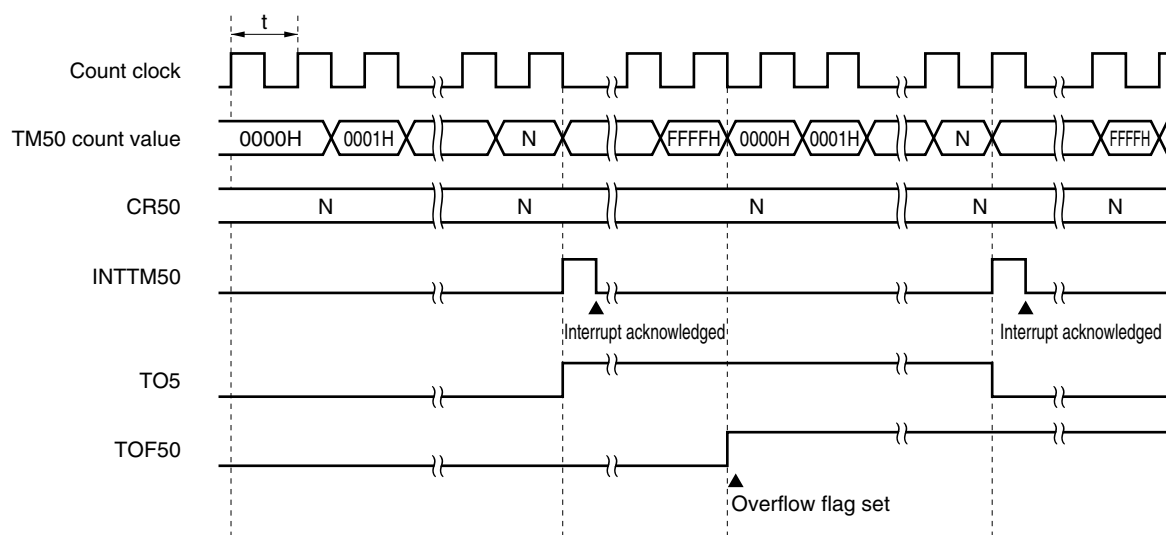 t
Count clock
TM50 count value 0000H 0001H N FFFFH 0000H 0001H N FFFFH
CR50 N N N N N
INTTM50
Interrupt acknowledged Interrupt acknowledged
TO5
TOF50
Overflow flag set